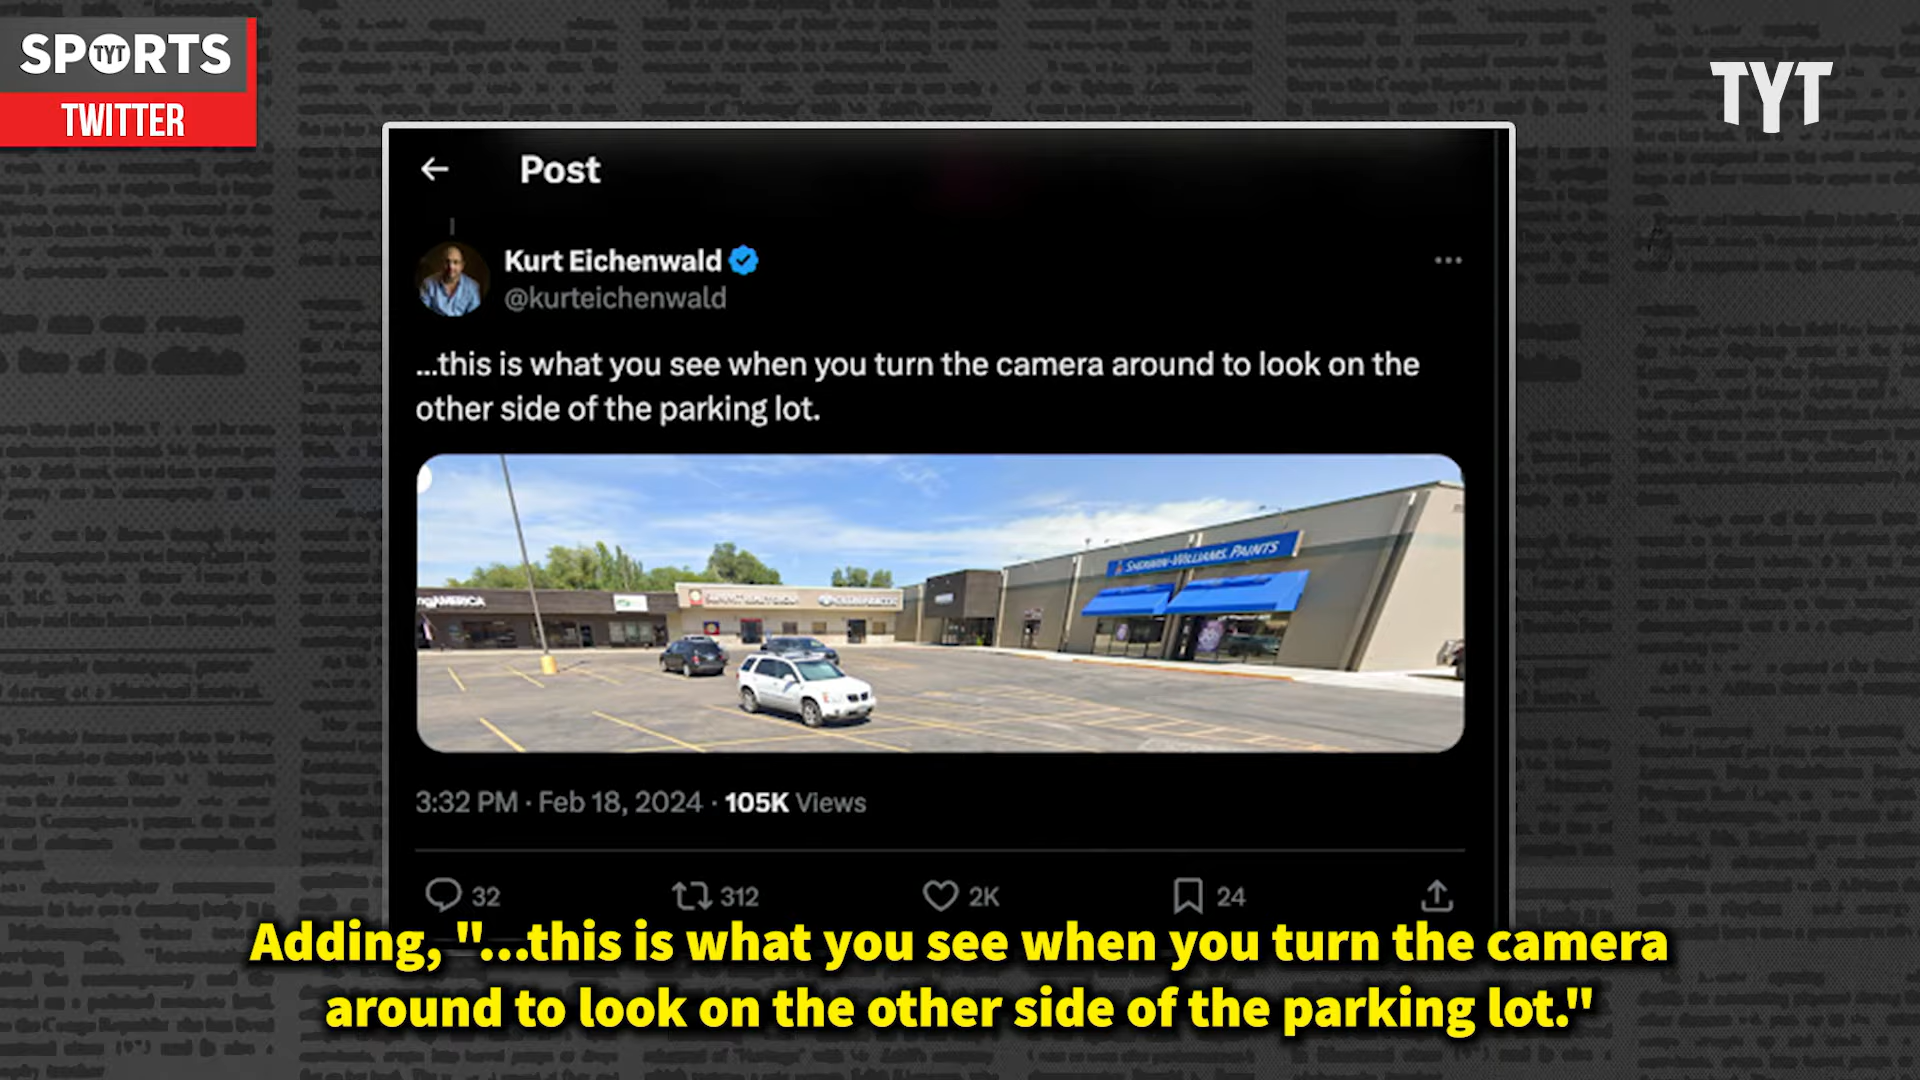 SPORTS
TYT
TWITTER
TYT
Post
Kurt Eichenwald
@kurteichenwald
...this is what you see when you turn the camera around to look on the
other side of the parking lot.
AMERICA
SHERWIN-WILLIAMS. PAINTS
3:32 PM · Feb 18, 2024 · 105K Views
32 312 2K 24
Adding, "...this is what you see when you turn the camera
around to look on the other side of the parking lot."